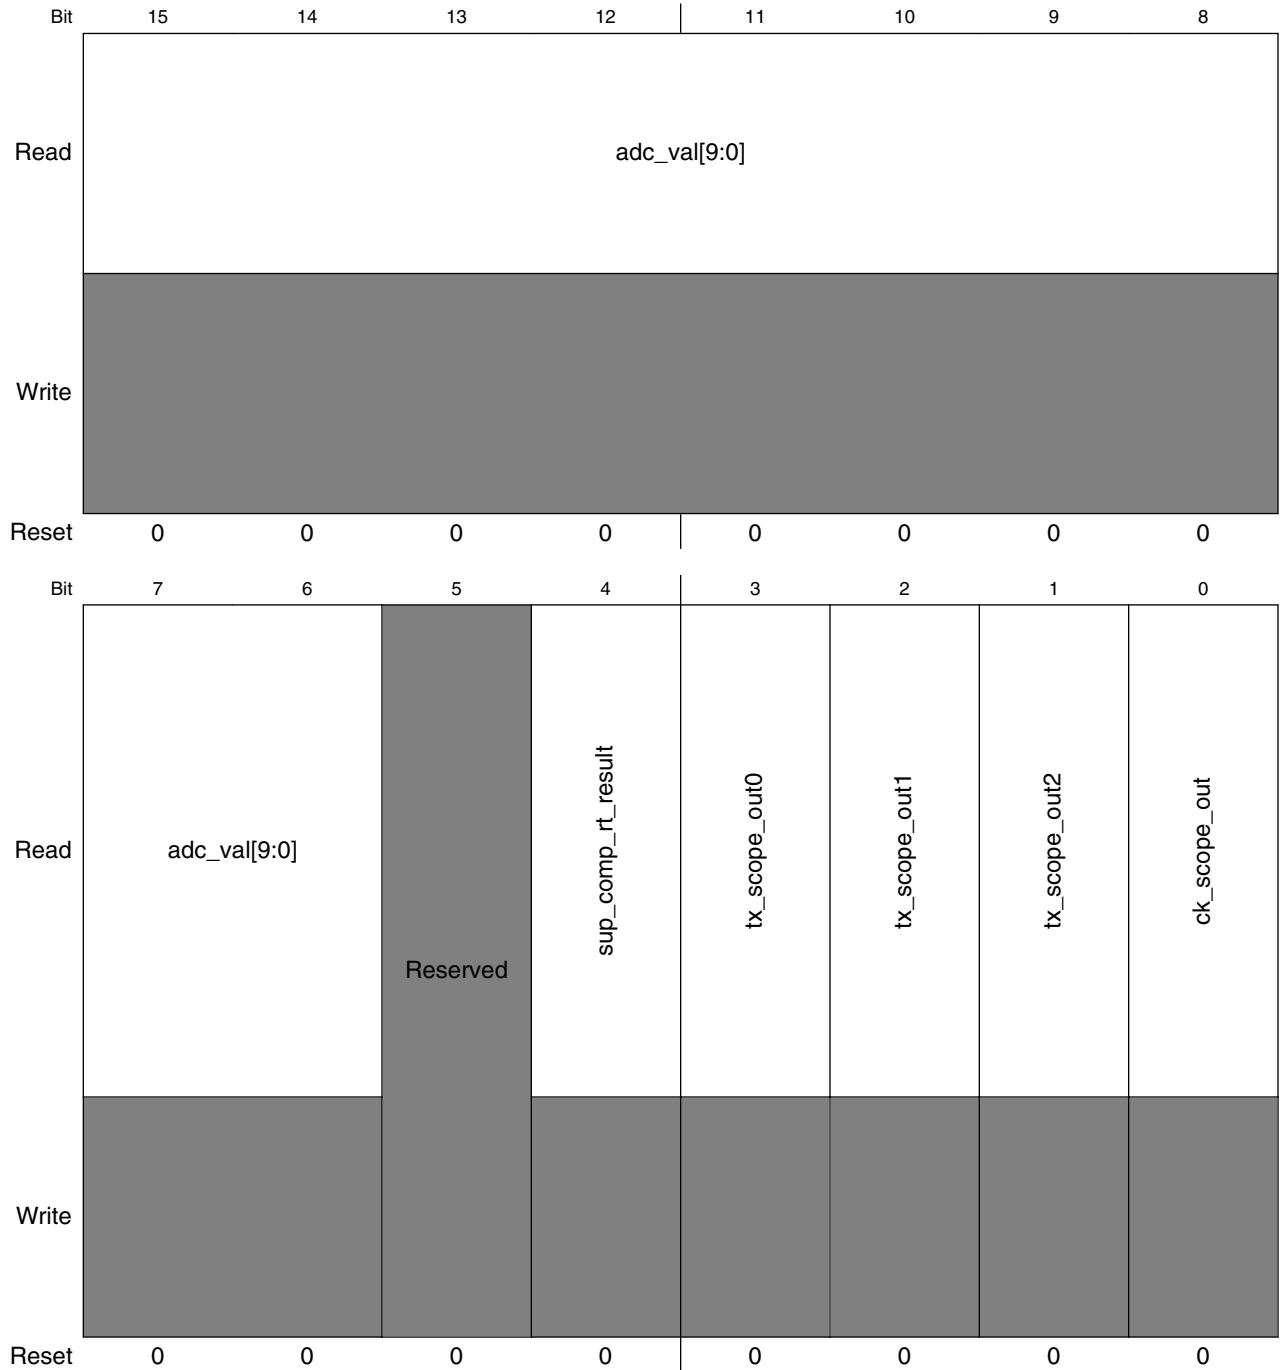 Bit 15 14 13 12 11 10 9 8
Read adc_val[9:0]
Write
Reset 0 0 0 0 0 0 0 0
Bit 7 6 5 4 3 2 1 0
Read adc_val[9:0] Reserved sup_comp_rt_result tx_scope_out0 tx_scope_out1 tx_scope_out2 ck_scope_out
Write
Reset 0 0 0 0 0 0 0 0